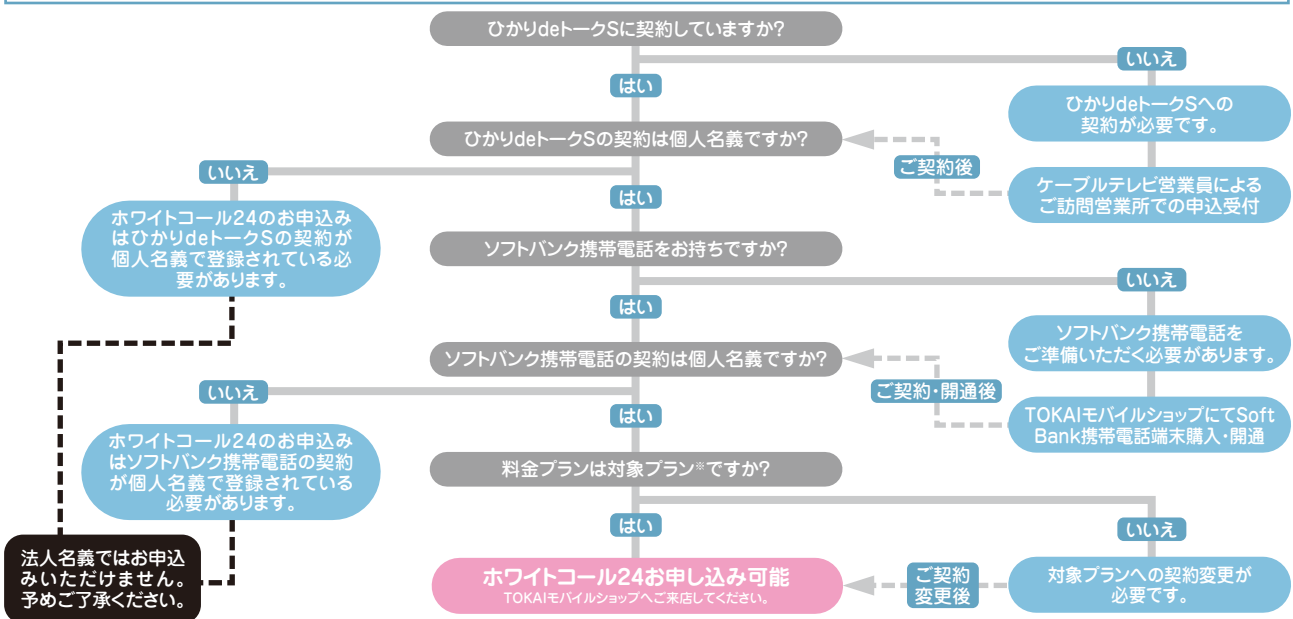 ひかりdeトークSに契約していますか?
いいえ
はい
ひかりdeトークSへの
契約が必要です。
ひかりdeトークSの契約は個人名義ですか?
ご契約後
いいえ
ケーブルテレビ営業員による
ご訪問営業所での申込受付
はい
ホワイトコール24のお申込み
はひかりdeトークSの契約が
個人名義で登録されている必
要があります。
ソフトバンク携帯電話をお持ちですか?
いいえ
はい
ソフトバンク携帯電話を
ご準備いただく必要があります。
ソフトバンク携帯電話の契約は個人名義ですか?
いいえ
ご契約・開通後
TOKAIモバイルショップにてSoft
Bank携帯電話端末購入・開通
はい
ホワイトコール24のお申込み
はソフトバンク携帯電話の契約
が個人名義で登録されている
必要があります。
料金プランは対象プラン※ですか?
はい
いいえ
法人名義ではお申込
みいただけません。
予めご了承ください。
ホワイトコール24お申し込み可能
TOKAIモバイルショップへご来店してください。
ご契約
変更後
対象プランへの契約変更が
必要です。